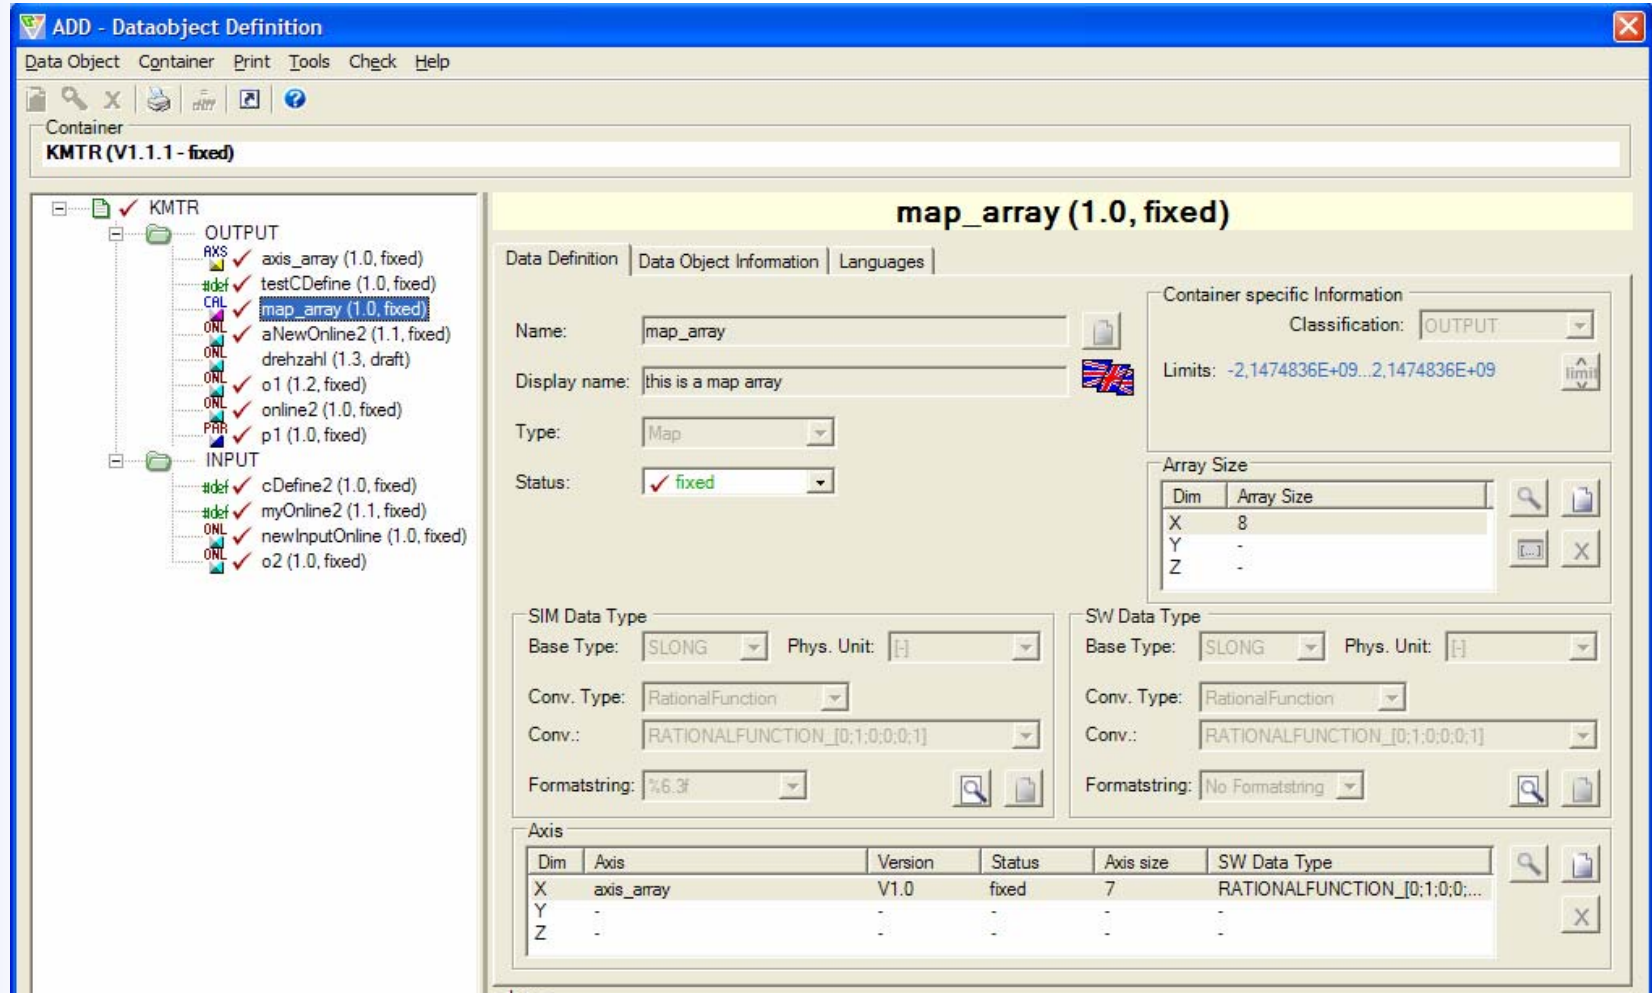 ADD - Dataobject Definition
Data Object Container Print Tools Check Help
Container
KMTR (V1.1.1 - fixed)
KMTR
OUTPUT
AXS axis_array (1.0, fixed)
#def testCDefine (1.0, fixed)
CAL map_array (1.0, fixed)
ONL aNewOnline2 (1.1, fixed)
ONL drehzahl (1.3, draft)
ONL o1 (1.2, fixed)
ONL online2 (1.0, fixed)
PAR p1 (1.0, fixed)
INPUT
#def cDefine2 (1.0, fixed)
#def myOnline2 (1.1, fixed)
ONL newInputOnline (1.0, fixed)
ONL o2 (1.0, fixed)
map_array (1.0, fixed)
Data Definition Data Object Information Languages
Name: map_array
Display name: this is a map array
Type: Map
Status: fixed
Container specific Information
Classification: OUTPUT
Limits: -2,1474836E+09...2,1474836E+09 limit
Array Size
Dim Array Size
X 8
Y -
Z -
[...] X
SIM Data Type
Base Type: SLONG Phys. Unit: [-]
Conv. Type: RationalFunction
Conv.: RATIONALFUNCTION_[0;1;0;0;0;1]
Formatstring: %6.3f
SW Data Type
Base Type: SLONG Phys. Unit: [-]
Conv. Type: RationalFunction
Conv.: RATIONALFUNCTION_[0;1;0;0;0;1]
Formatstring: No Formatstring
Axis
Dim Axis Version Status Axis size SW Data Type
X axis_array V1.0 fixed 7 RATIONALFUNCTION_[0;1;0;0;...
Y - - - - -
Z - - - - -
X